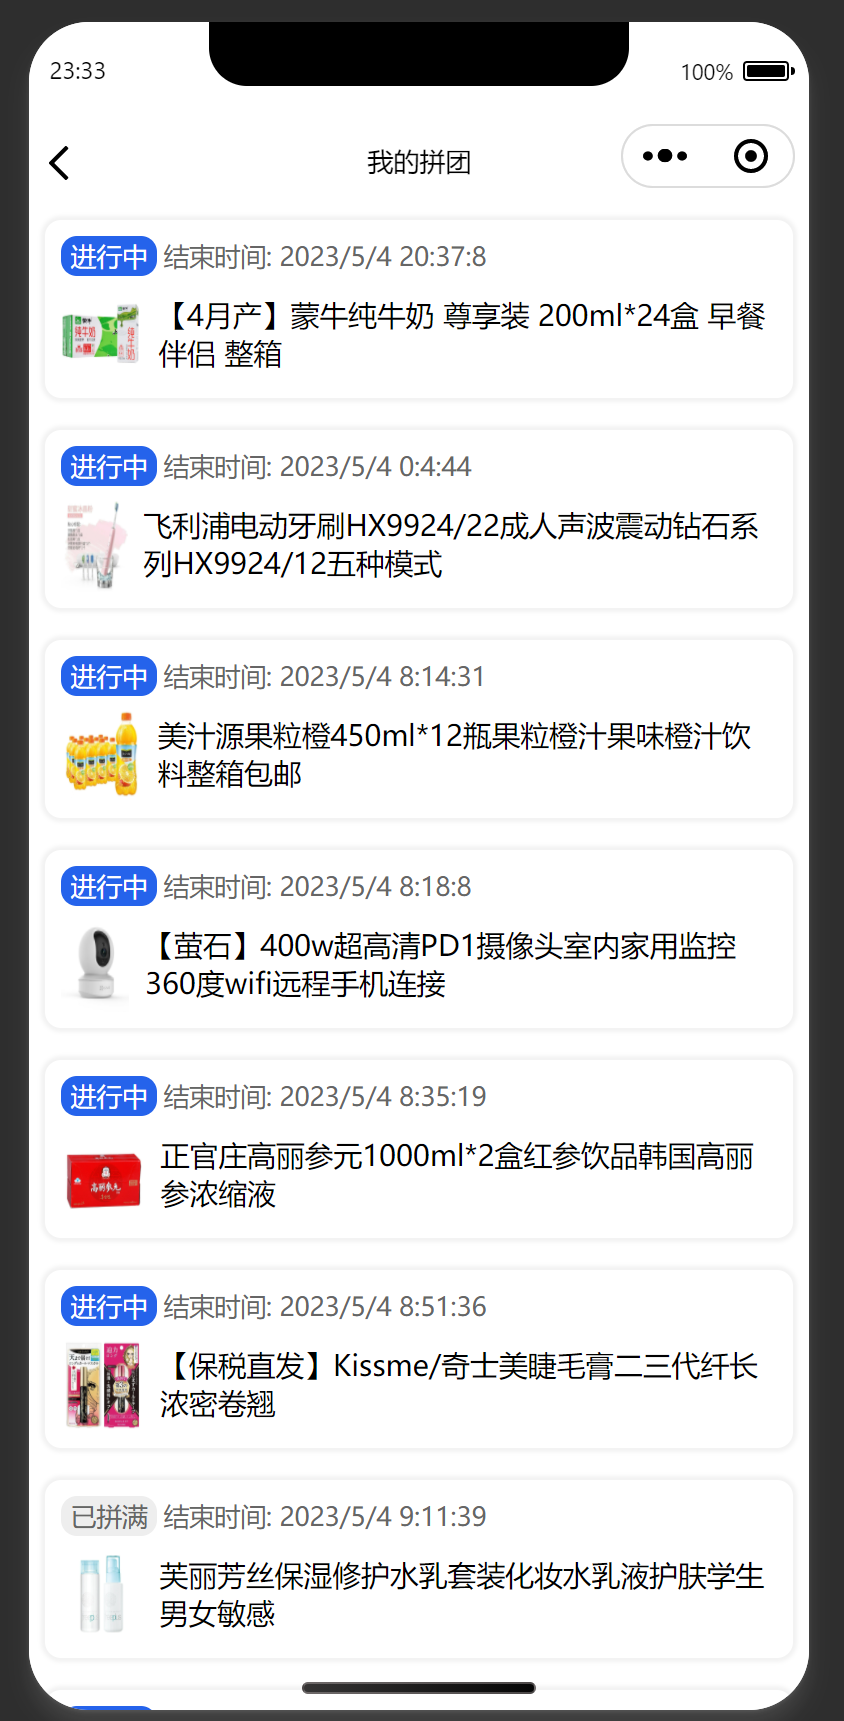 23:33
100%
我的拼团
进行中 结束时间: 2023/5/4 20:37:8
【4月产】蒙牛纯牛奶 尊享装 200ml*24盒 早餐
伴侣 整箱
进行中 结束时间: 2023/5/4 0:4:44
飞利浦电动牙刷HX9924/22成人声波震动钻石系
列HX9924/12五种模式
进行中 结束时间: 2023/5/4 8:14:31
美汁源果粒橙450ml*12瓶果粒橙汁果味橙汁饮
料整箱包邮
进行中 结束时间: 2023/5/4 8:18:8
【萤石】400w超高清PD1摄像头室内家用监控
360度wifi远程手机连接
进行中 结束时间: 2023/5/4 8:35:19
正官庄高丽参元1000ml*2盒红参饮品韩国高丽
参浓缩液
进行中 结束时间: 2023/5/4 8:51:36
【保税直发】Kissme/奇士美睫毛膏二三代纤长
浓密卷翘
已拼满 结束时间: 2023/5/4 9:11:39
芙丽芳丝保湿修护水乳套装化妆水乳液护肤学生
男女敏感